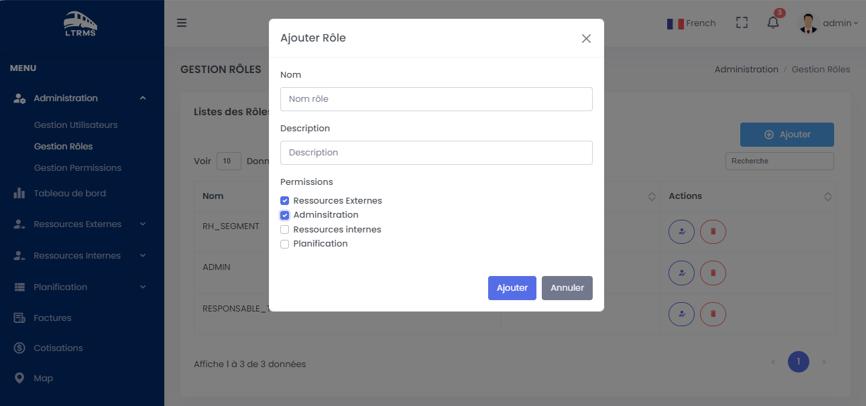 LTRMS
MENU
Administration
Gestion Utilisateurs
Gestion Rôles
Gestion Permissions
Tableau de bord
Ressources Externes
Ressources Internes
Planification
Factures
Cotisations
Map
French
3
admin
GESTION RÔLES
Administration / Gestion Rôles
Listes des Rôles
Ajouter
Voir 10 Donn
Recherche
Nom
Actions
RH_SEGMENT
ADMIN
RESPONSABLE_
Affiche 1 à 3 de 3 données
1
Ajouter Rôle
Nom
Nom rôle
Description
Description
Permissions
Ressources Externes
Adminsitration
Ressources internes
Planification
Ajouter
Annuler